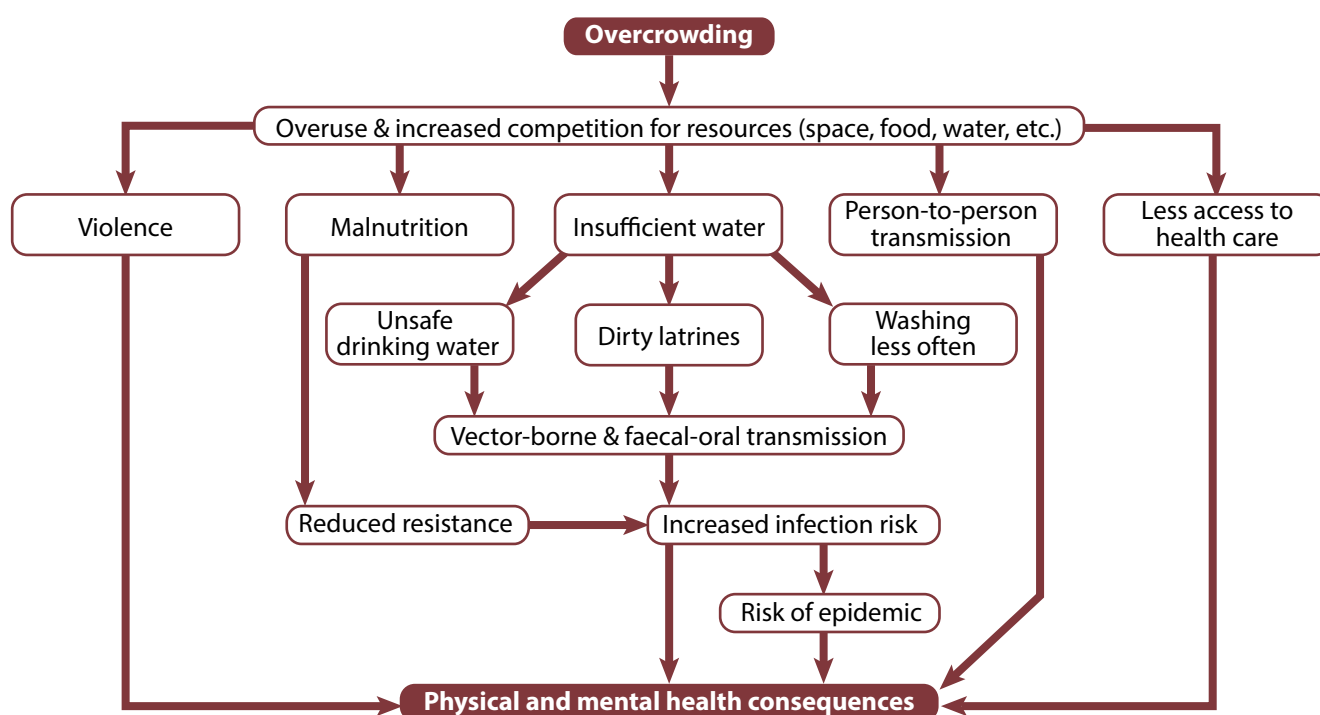 Overcrowding
Overuse & increased competition for resources (space, food, water, etc.)
Violence
Malnutrition
Insufficient water
Person-to-person
transmission
Less access to
health care
Unsafe
drinking water
Dirty latrines
Washing
less often
Vector-borne & faecal-oral transmission
Reduced resistance
Increased infection risk
Risk of epidemic
Physical and mental health consequences